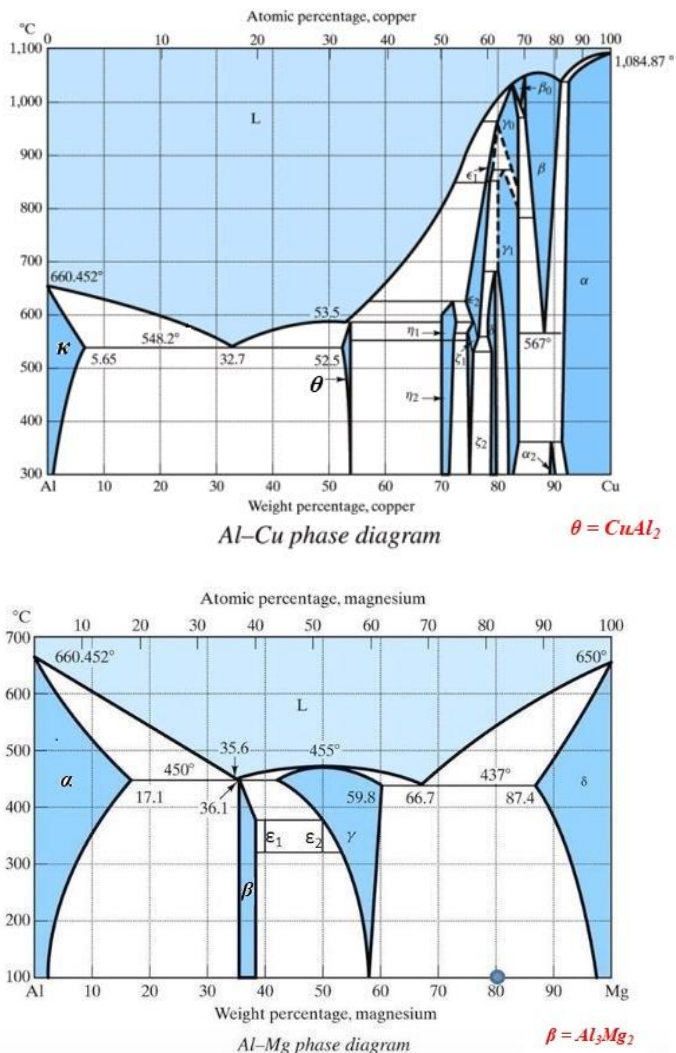 Atomic percentage, copper
°C
0 10 20 30 40 50 60 70 80 90 100
1,100
1,084.87 °
1,000
β₀
L
γ₀
900
ϵ₁
β
800
700
γ₁
α
660.452°
600
53.5
ϵ₂
η₁
548.2°
567°
κ
5.65 32.7 52.5
ζ₁
500
θ
η₂
400
ζ₂
α₂
300
Al 10 20 30 40 50 60 70 80 90 Cu
Weight percentage, copper
Al–Cu phase diagram
θ = CuAl₂
Atomic percentage, magnesium
°C
10 20 30 40 50 60 70 80 90 100
700
660.452° 650°
600
L
500
35.6 455°
450° 437°
α
400
17.1 36.1 59.8 66.7 87.4
δ
ε₁ ε₂ γ
300
β
200
100
Al 10 20 30 40 50 60 70 80 90 Mg
Weight percentage, magnesium
Al–Mg phase diagram
β = Al₃Mg₂